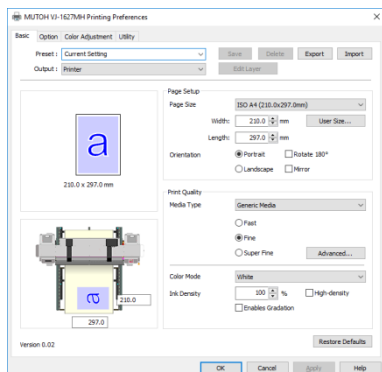 MUTOH VJ-1627MH Printing Preferences
Basic Option Color Adjustment Utility
Preset : Current Setting Save Delete Export Import
Output : Printer Edit Layer
Page Setup
Page Size ISO A4 (210.0x297.0mm)
Width: 210.0 mm User Size...
Length: 297.0 mm
Orientation Portrait Rotate 180°
Landscape Mirror
a
210.0 x 297.0 mm
Print Quality
Media Type Generic Media
Fast
Fine
Super Fine Advanced...
Color Mode White
Ink Density 100 % High-density
Enables Gradation
a
210.0
297.0
Version 0.02 Restore Defaults
OK Cancel Apply Help